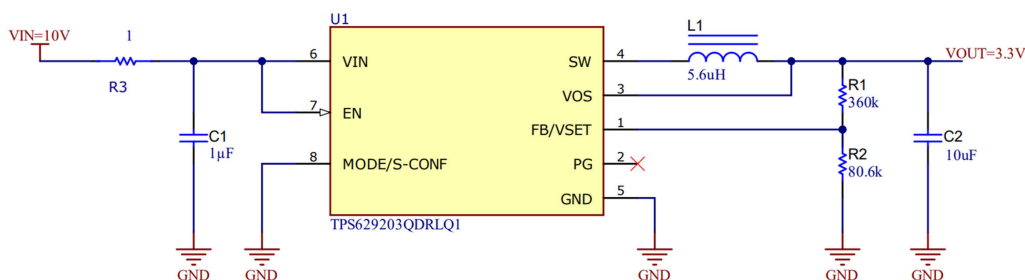 VIN=10V
1
R3
C1
1µF
GND
GND
U1
6
VIN
7
EN
8
MODE/S-CONF
SW
4
VOS
3
FB/VSET
1
PG
2
GND
5
TPS629203QDRLQ1
L1
5.6uH
VOUT=3.3V
R1
360k
R2
80.6k
C2
10uF
GND
GND
GND